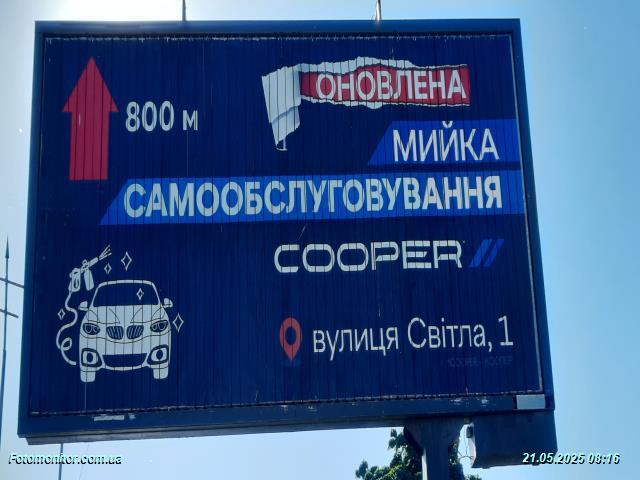 ОНОВЛЕНА
800 м
МИЙКА
САМООБСЛУГОВУВАННЯ
COOPER
вулиця Світла, 1
Fotomonitor.com.ua
21.05.2025 08:16